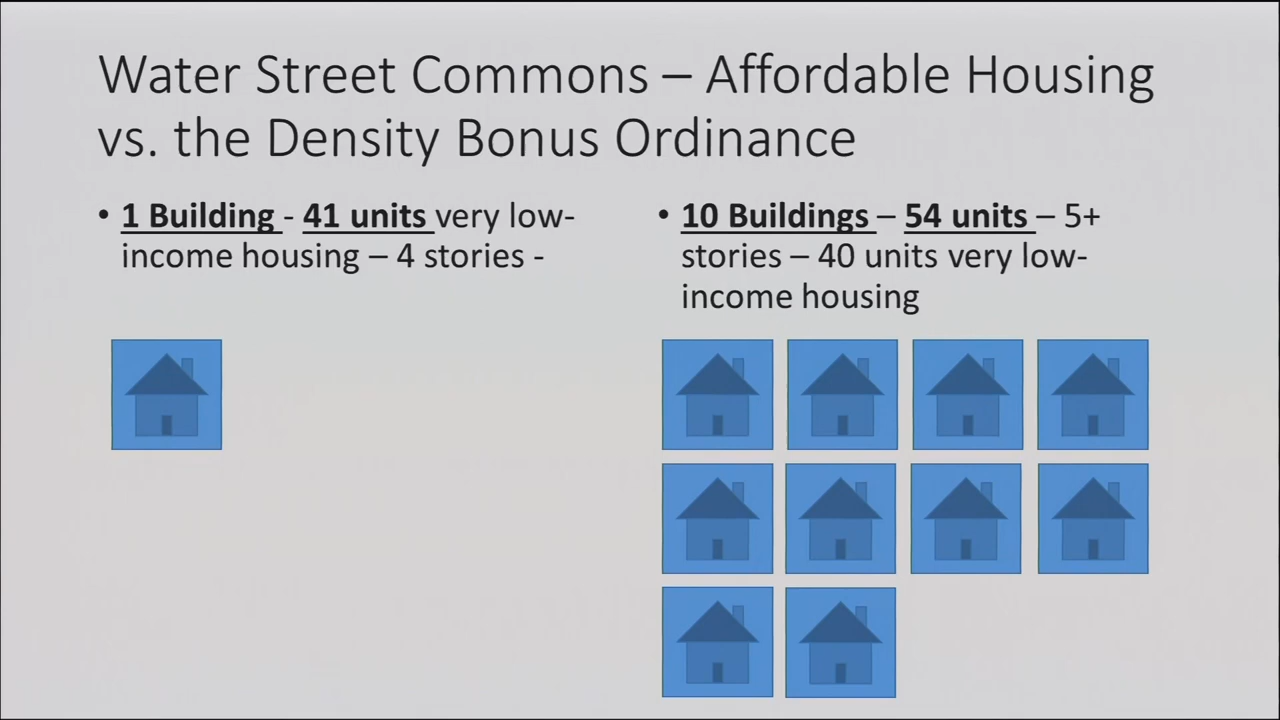 Water Street Commons – Affordable Housing
vs. the Density Bonus Ordinance
• 1 Building - 41 units very low-
income housing – 4 stories -
• 10 Buildings – 54 units – 5+
stories – 40 units very low-
income housing